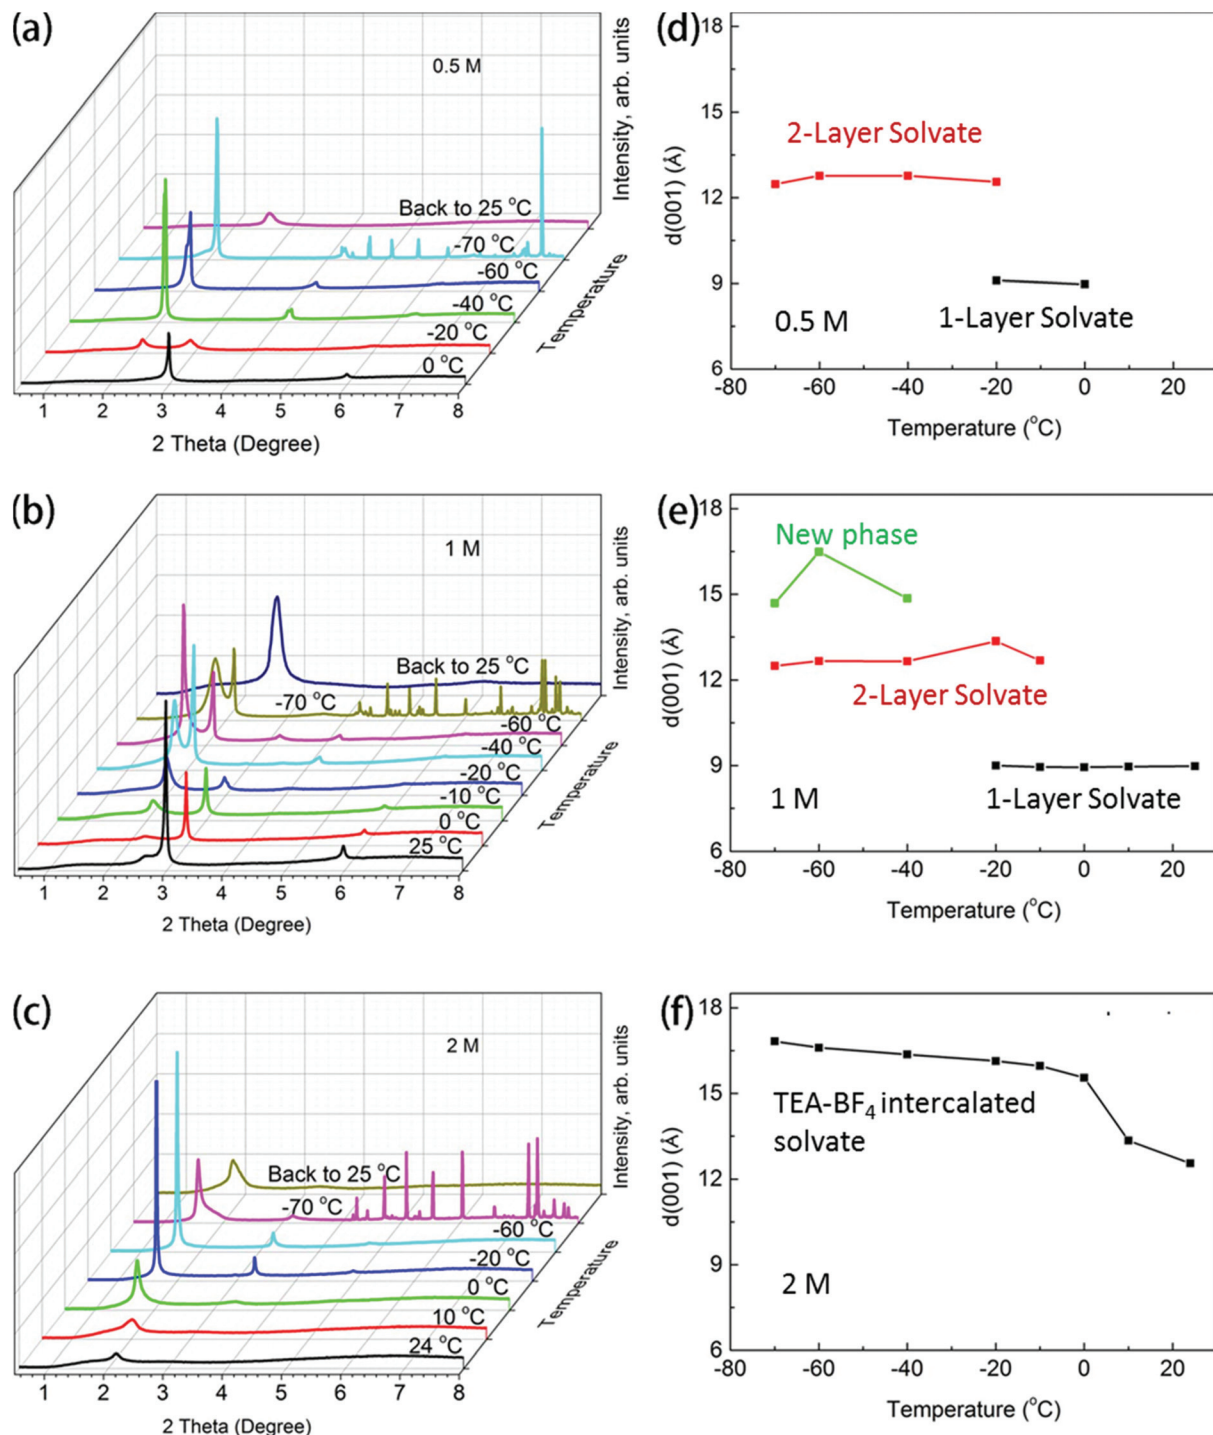 (a)
0.5 M
Intensity, arb. units
Back to 25 °C
-70 °C
-60 °C
-40 °C
-20 °C
0 °C
Temperature
1 2 3 4 5 6 7 8
2 Theta (Degree)
(d)
18
15
12
9
6
d(001) (Å)
2-Layer Solvate
1-Layer Solvate
0.5 M
-80 -60 -40 -20 0 20
Temperature (°C)
(b)
1 M
Intensity, arb. units
Back to 25 °C
-70 °C
-60 °C
-40 °C
-20 °C
-10 °C
0 °C
25 °C
Temperature
1 2 3 4 5 6 7 8
2 Theta (Degree)
(e)
18
15
12
9
6
d(001) (Å)
New phase
2-Layer Solvate
1-Layer Solvate
1 M
-80 -60 -40 -20 0 20
Temperature (°C)
(c)
2 M
Intensity, arb. units
Back to 25 °C
-70 °C
-60 °C
-20 °C
0 °C
10 °C
24 °C
Temperature
1 2 3 4 5 6 7 8
2 Theta (Degree)
(f)
18
15
12
9
6
d(001) (Å)
TEA-BF₄ intercalated
solvate
2 M
-80 -60 -40 -20 0 20
Temperature (°C)